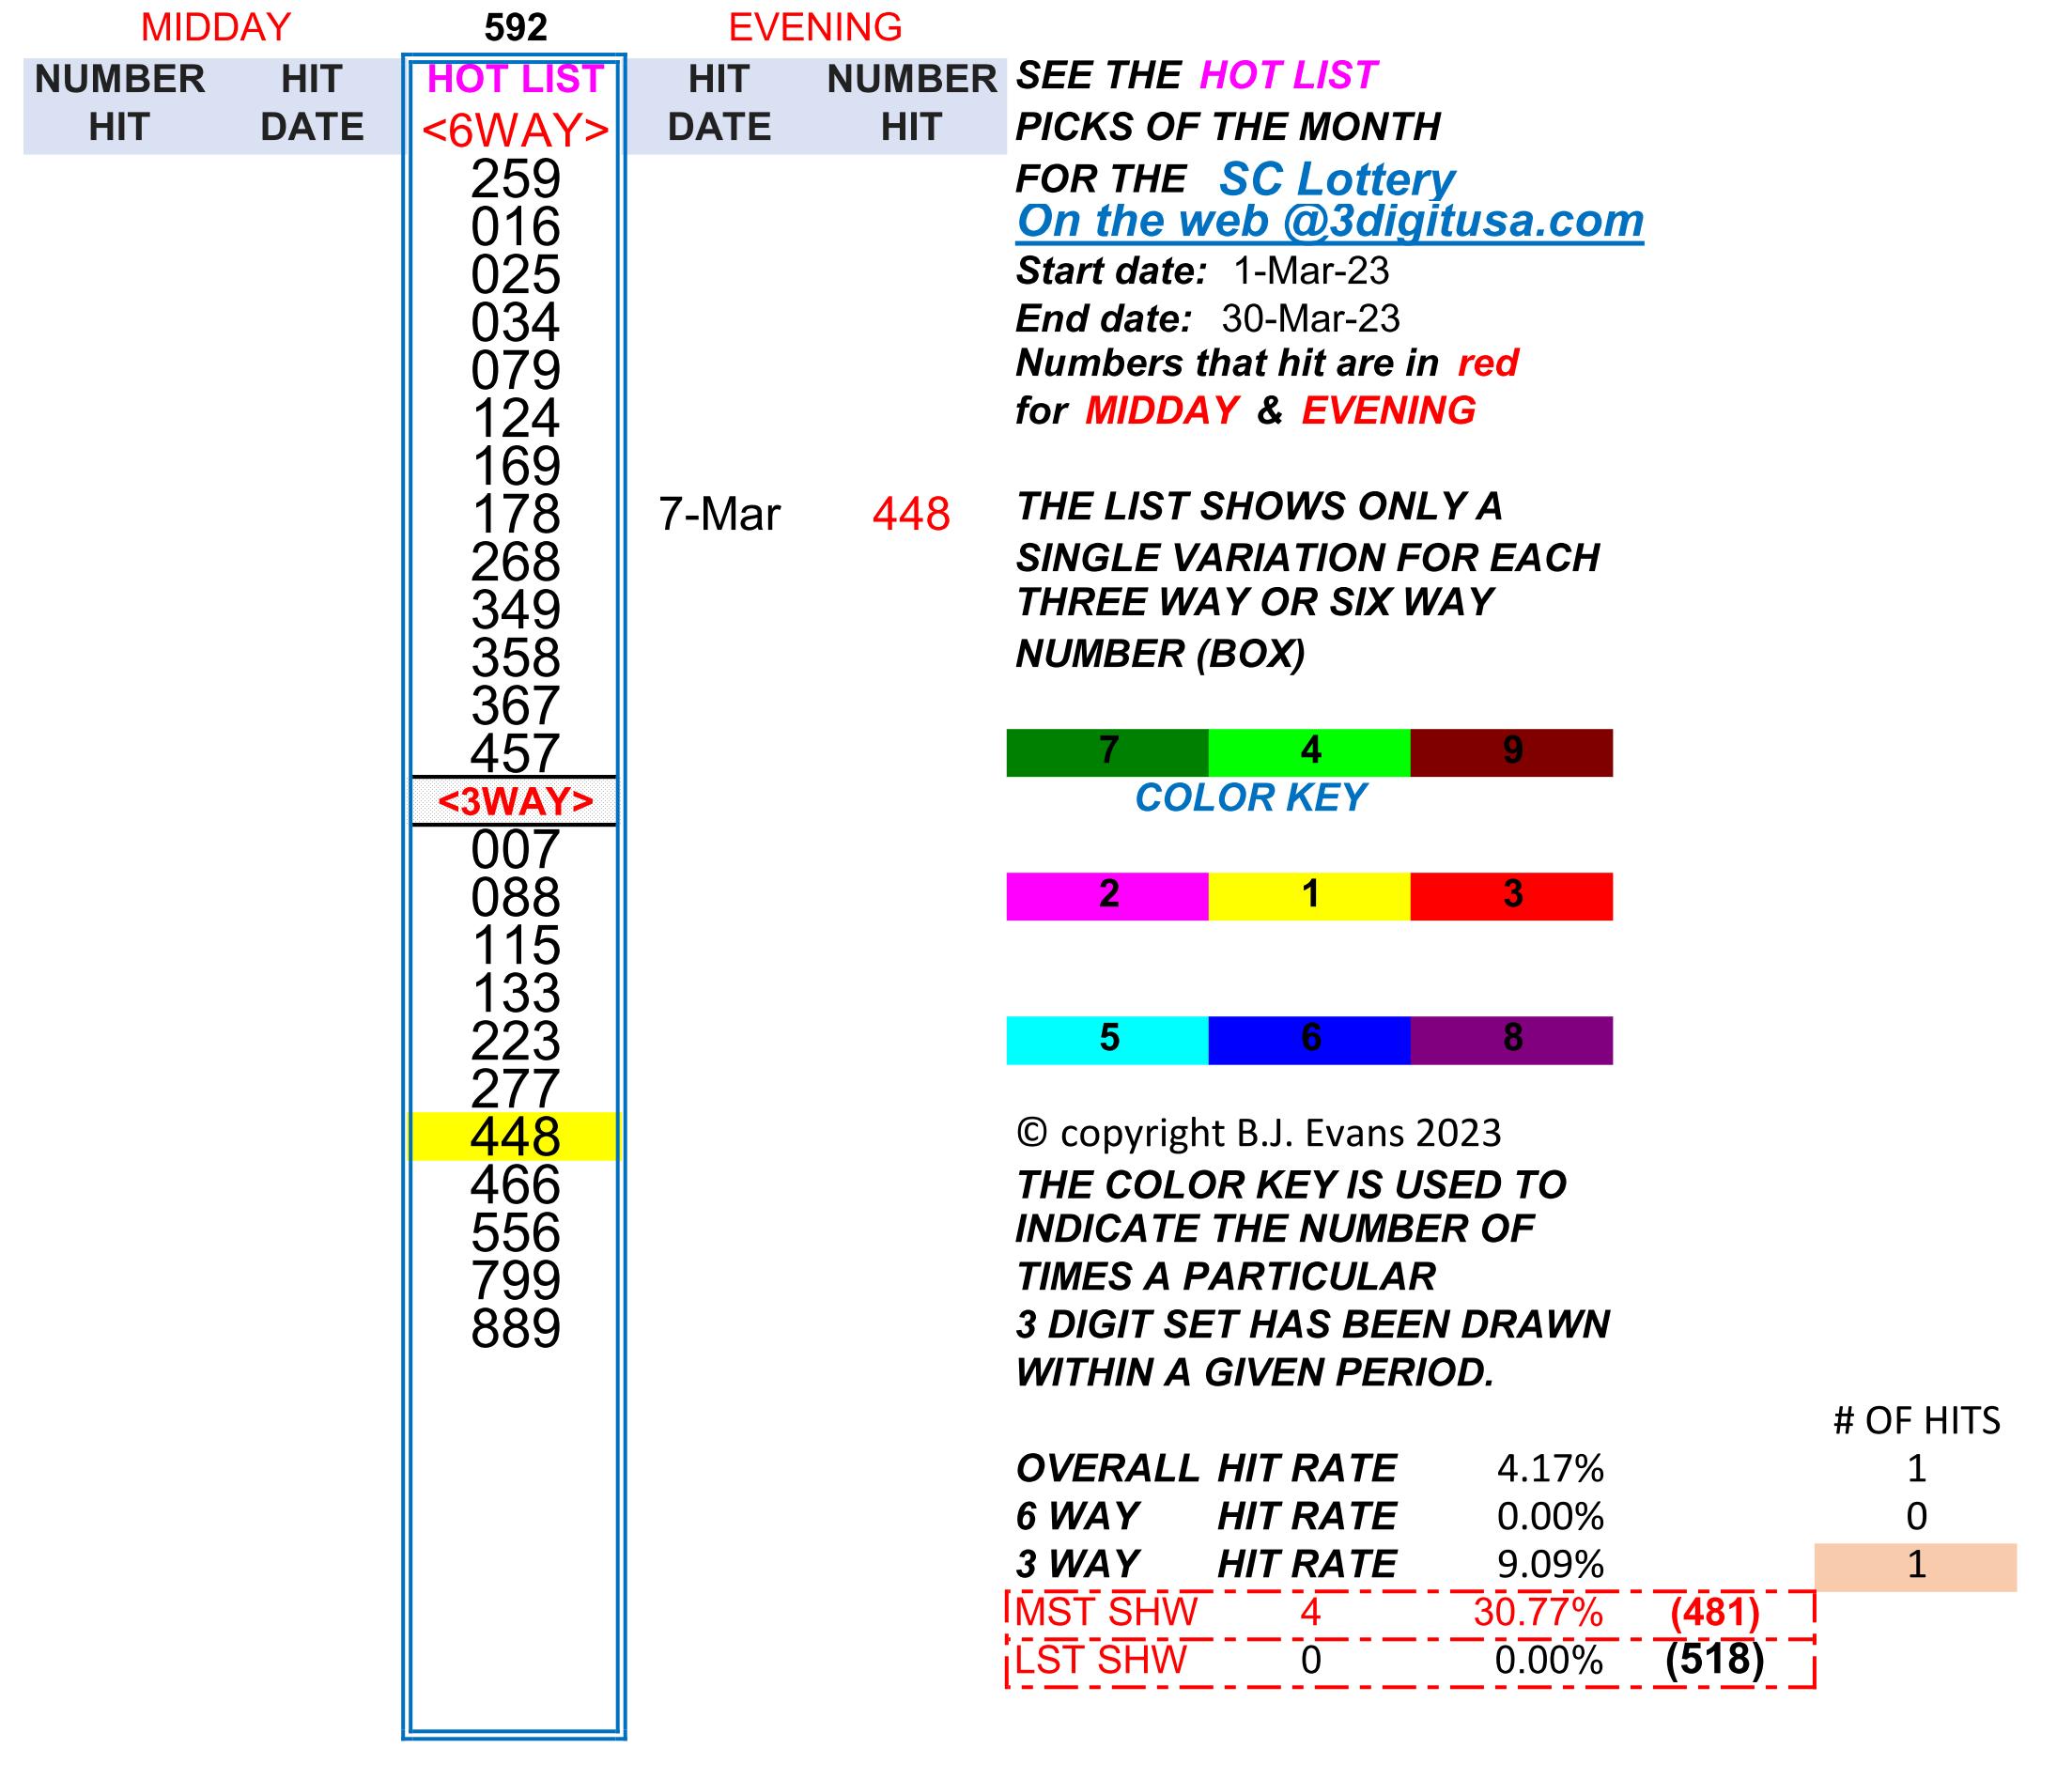 MIDDAY 592 EVENING
NUMBER HIT HOT LIST HIT NUMBER SEE THE HOT LIST
HIT DATE <6WAY> DATE HIT PICKS OF THE MONTH
259 FOR THE SC Lottery
016 On the web @3digitusa.com
025 Start date: 1-Mar-23
034 End date: 30-Mar-23
079 Numbers that hit are in red
124 for MIDDAY & EVENING
169
178 7-Mar 448 THE LIST SHOWS ONLY A
268 SINGLE VARIATION FOR EACH
349 THREE WAY OR SIX WAY
358 NUMBER (BOX)
367
457 7 4 9
<3WAY> COLOR KEY
007
088 2 1 3
115
133
223 5 6 8
277
448 © copyright B.J. Evans 2023
466 THE COLOR KEY IS USED TO
556 INDICATE THE NUMBER OF
799 TIMES A PARTICULAR
889 3 DIGIT SET HAS BEEN DRAWN
WITHIN A GIVEN PERIOD.
# OF HITS
OVERALL HIT RATE 4.17% 1
6 WAY HIT RATE 0.00% 0
3 WAY HIT RATE 9.09% 1
MST SHW 4 30.77% (481)
LST SHW 0 0.00% (518)